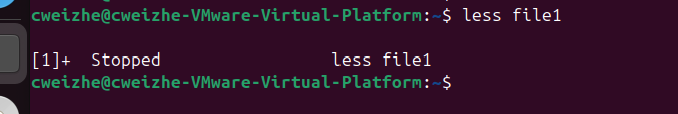 cweizhe@cweizhe-VMware-Virtual-Platform:~$ less file1
[1]+  Stopped                 less file1
cweizhe@cweizhe-VMware-Virtual-Platform:~$